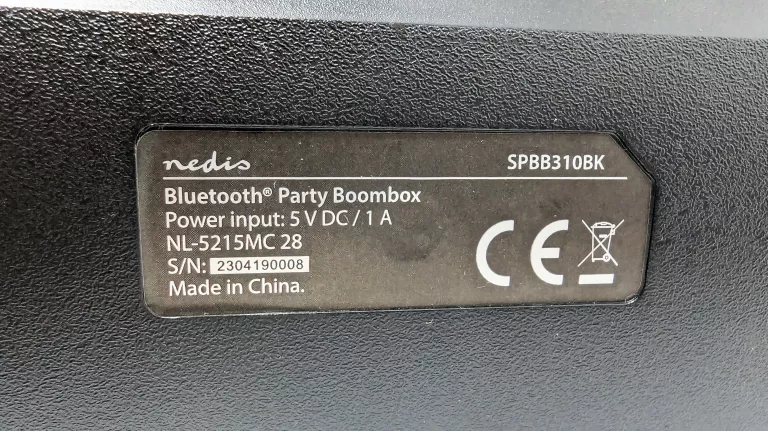 nedis
SPBB310BK
Bluetooth® Party Boombox
Power input: 5 V DC / 1 A
NL-5215MC 28
S/N: 2304190008
Made in China.
CE